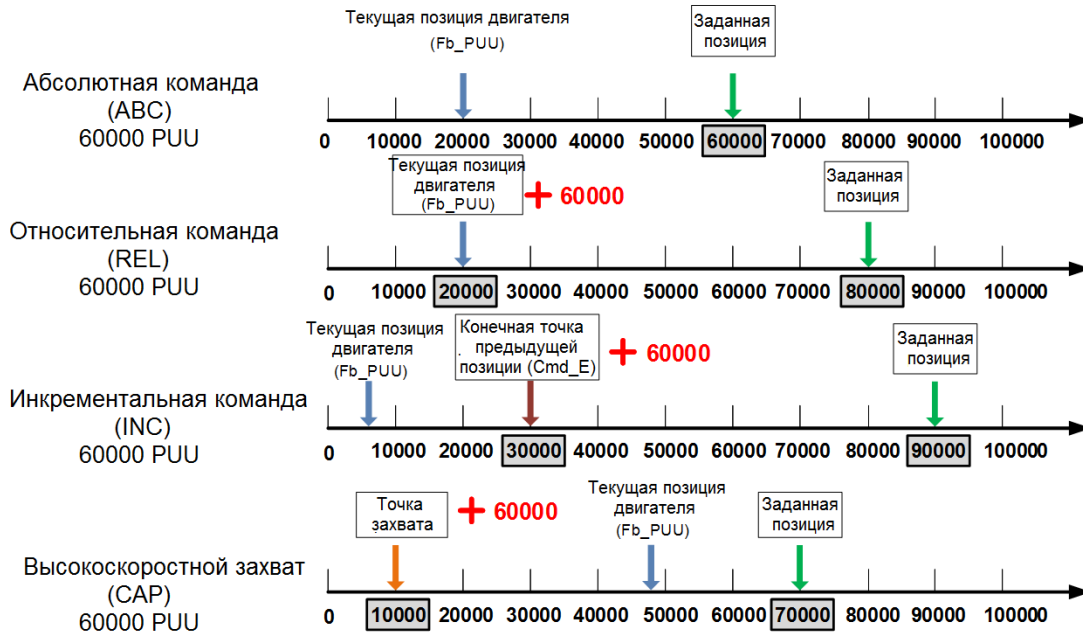 Текущая позиция двигателя
(Fb_PUU)
Заданная
позиция
Абсолютная команда
(ABC)
60000 PUU
0 10000 20000 30000 40000 50000 60000 70000 80000 90000 100000
Текущая позиция
двигателя
(Fb_PUU)
+ 60000
Заданная
позиция
Относительная команда
(REL)
60000 PUU
0 10000 20000 30000 40000 50000 60000 70000 80000 90000 100000
Текущая позиция
двигателя
(Fb_PUU)
Конечная точка
. предыдущей
позиции (Cmd_E)
+ 60000
Заданная
позиция
Инкрементальная команда
(INC)
60000 PUU
0 10000 20000 30000 40000 50000 60000 70000 80000 90000 100000
Точка
захвата
+ 60000
Текущая позиция
двигателя
(Fb_PUU)
Заданная
позиция
Высокоскоростной захват
(CAP)
60000 PUU
0 10000 20000 30000 40000 50000 60000 70000 80000 90000 100000